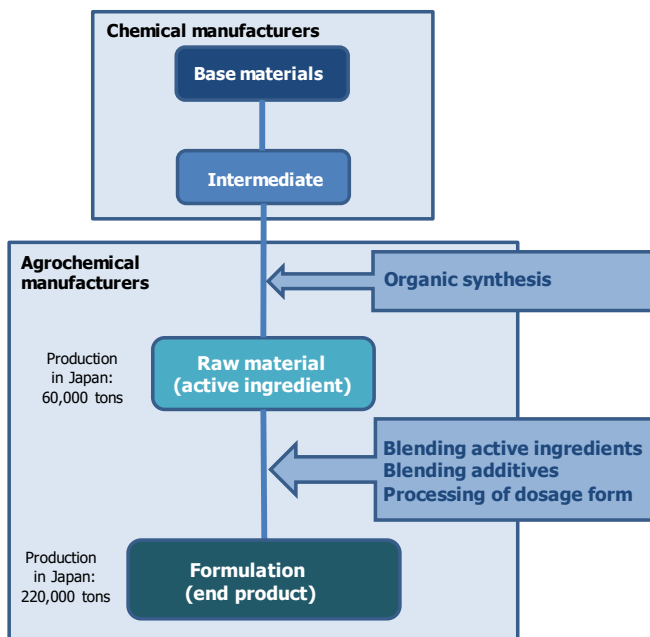 Chemical manufacturers
Base materials
Intermediate
Agrochemical
manufacturers
Organic synthesis
Production
in Japan:
60,000 tons
Raw material
(active ingredient)
Blending active ingredients
Blending additives
Processing of dosage form
Production
in Japan:
220,000 tons
Formulation
(end product)